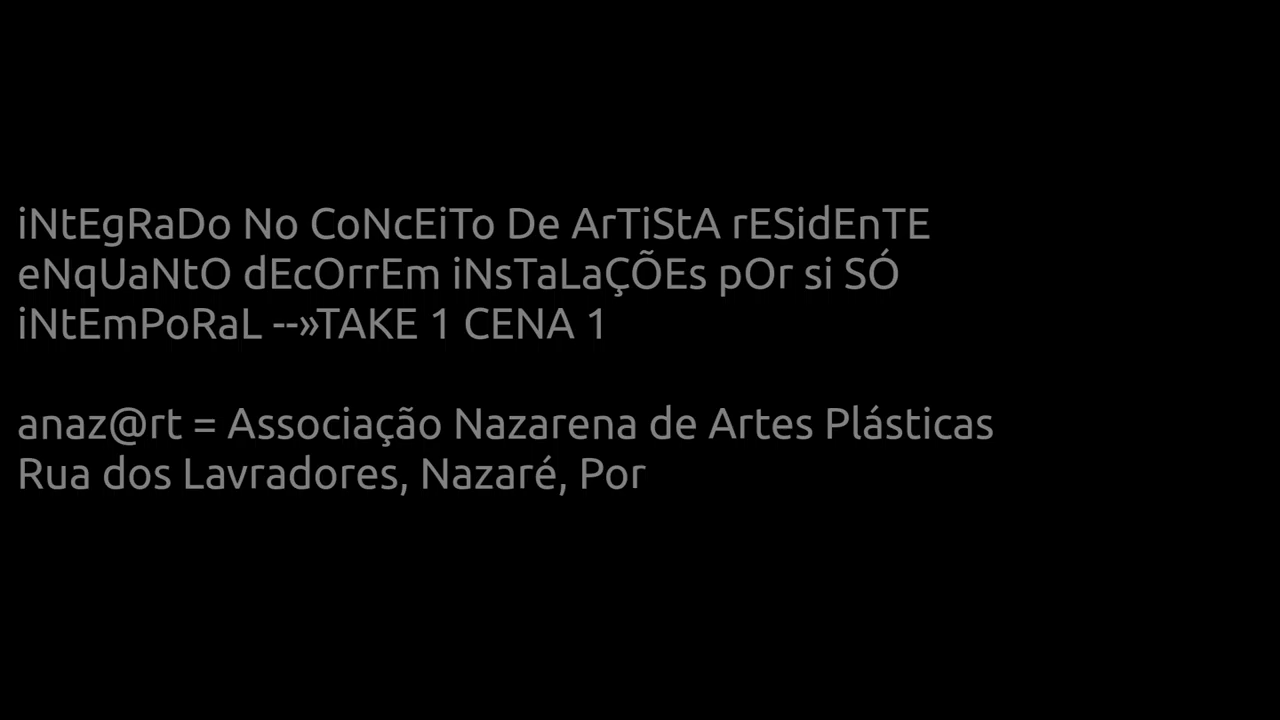 iNtEgRaDo No CoNcEiTo De ArTiStA rESidEnTE
eNqUaNtO dEcOrrEm iNsTaLaÇÕEs pOr si SÓ
iNtEmPoRaL --»TAKE 1 CENA 1
anaz@rt = Associação Nazarena de Artes Plásticas
Rua dos Lavradores, Nazaré, Por